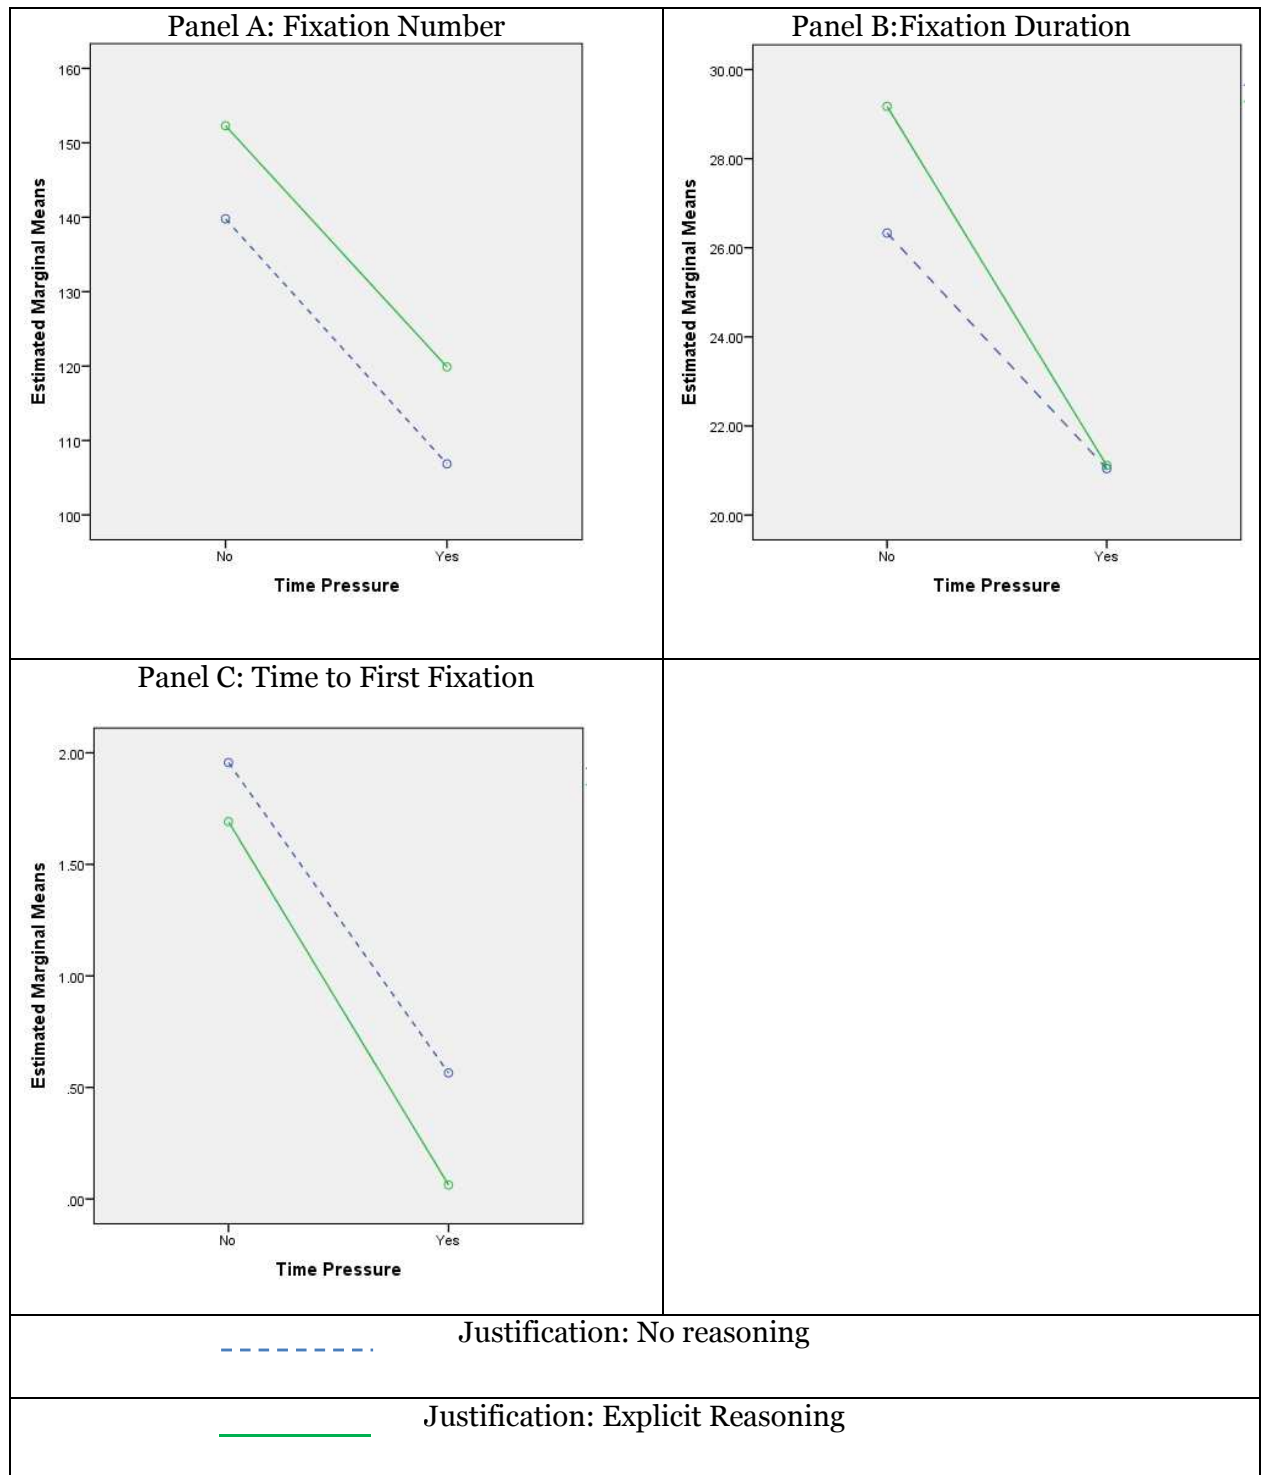 Panel A: Fixation Number
160
150
140
130
120
110
100
Estimated Marginal Means
No
Yes
Time Pressure
Panel B:Fixation Duration
30.00
28.00
26.00
24.00
22.00
20.00
Estimated Marginal Means
No
Yes
Time Pressure
Panel C: Time to First Fixation
2.00
1.50
1.00
.50
.00
Estimated Marginal Means
No
Yes
Time Pressure
Justification: No reasoning
Justification: Explicit Reasoning